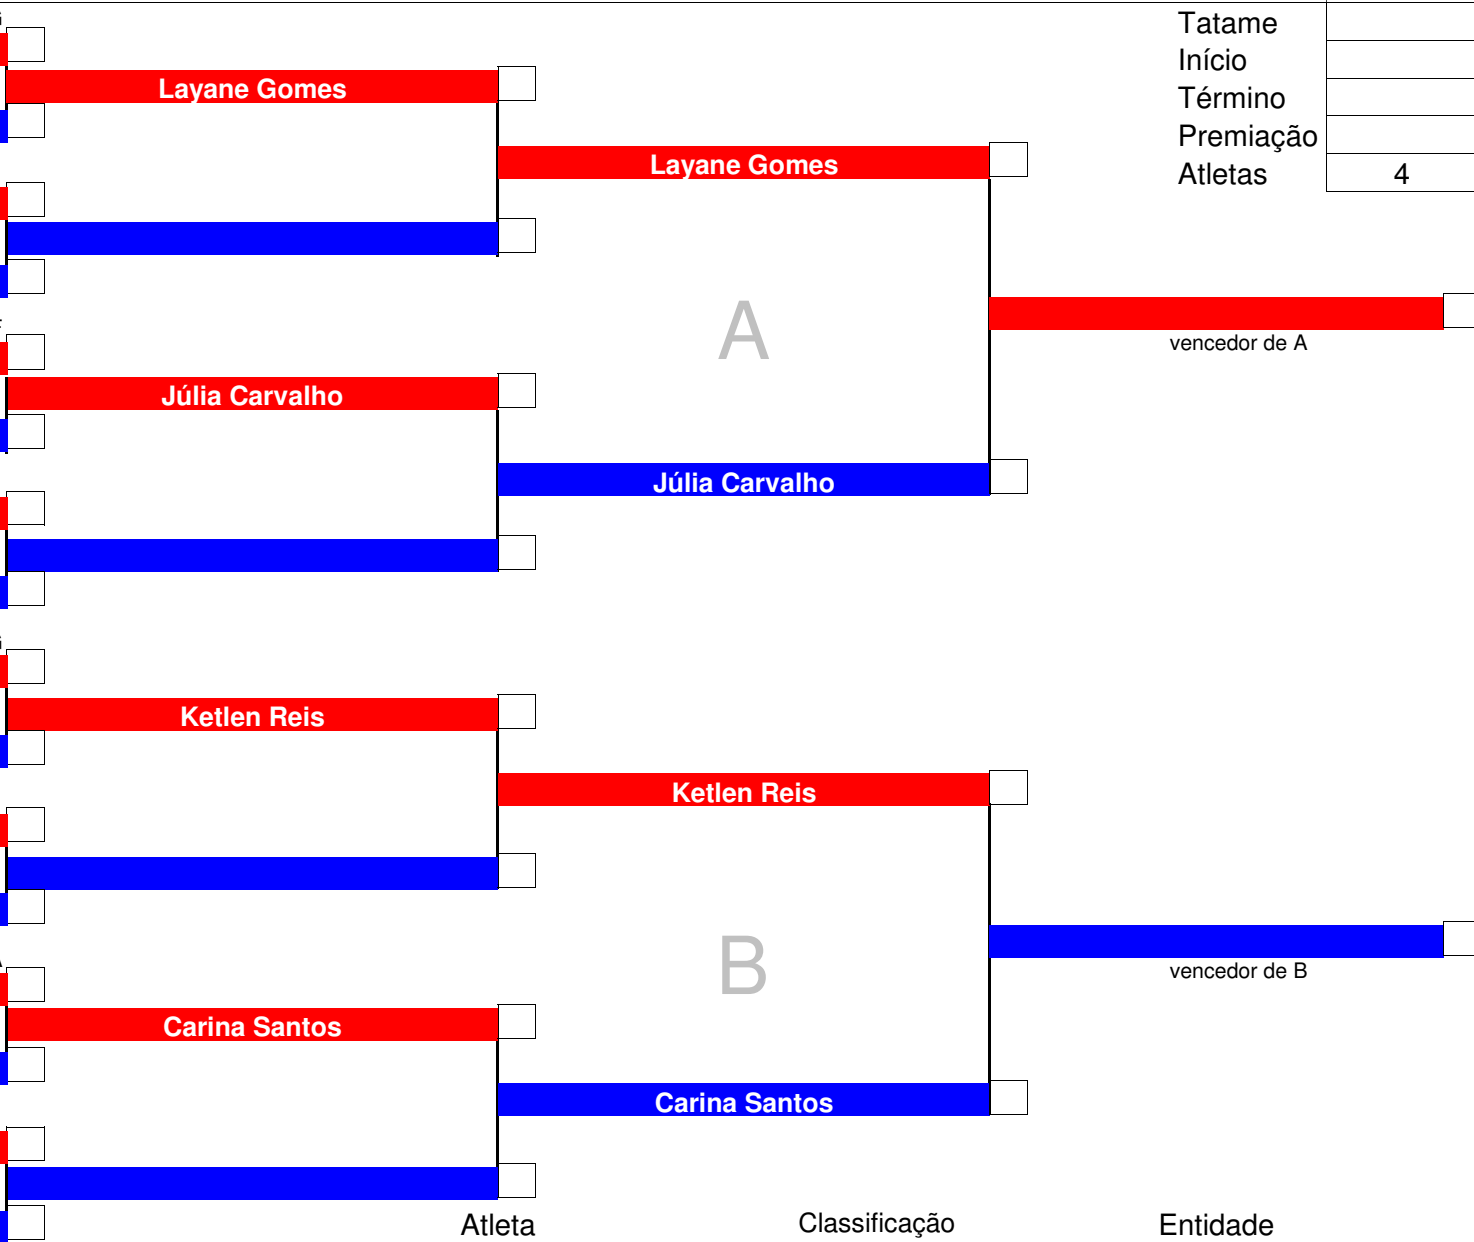 Tatame
Início
Layane Gomes
Término
Premiação
Layane Gomes
Atletas 4
A
vencedor de A
Júlia Carvalho
Júlia Carvalho
Ketlen Reis
Ketlen Reis
B
vencedor de B
Carina Santos
Carina Santos
Atleta Classificação Entidade